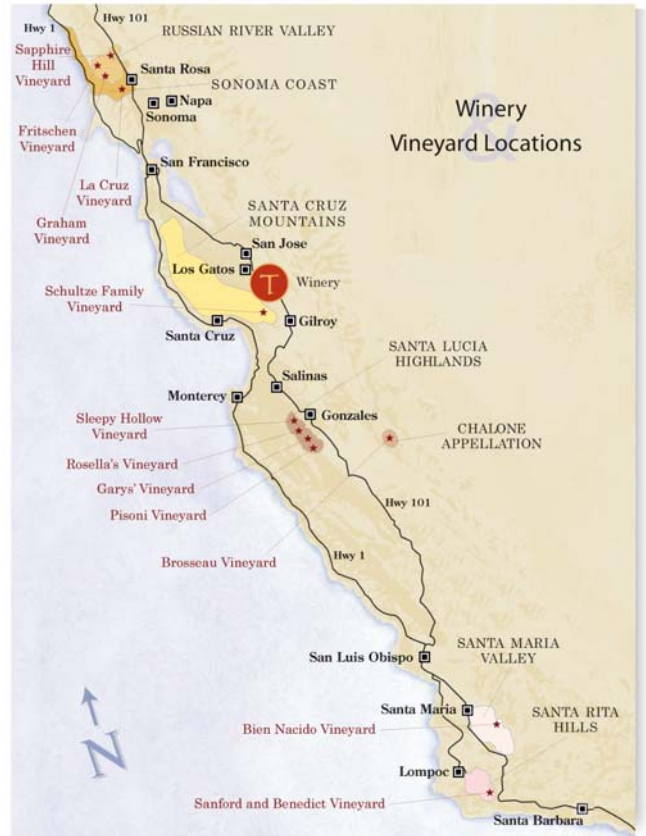 Hwy 1
Hwy 101
RUSSIAN RIVER VALLEY
Sapphire
Hill
Vineyard
Santa Rosa
SONOMA COAST
Napa
Sonoma
Fritschen
Vineyard
Winery
&
Vineyard Locations
San Francisco
La Cruz
Vineyard
Graham
Vineyard
SANTA CRUZ
MOUNTAINS
San Jose
Los Gatos
T
Winery
Schultze Family
Vineyard
Santa Cruz
Gilroy
SANTA LUCIA
HIGHLANDS
Salinas
Monterey
Gonzales
Sleepy Hollow
Vineyard
CHALONE
APPELLATION
Rosella's Vineyard
Garys' Vineyard
Pisoni Vineyard
Hwy 101
Brosseau Vineyard
Hwy 1
SANTA MARIA
VALLEY
San Luis Obispo
Santa Maria
SANTA RITA
HILLS
Bien Nacido Vineyard
N
Lompoc
Sanford and Benedict Vineyard
Santa Barbara